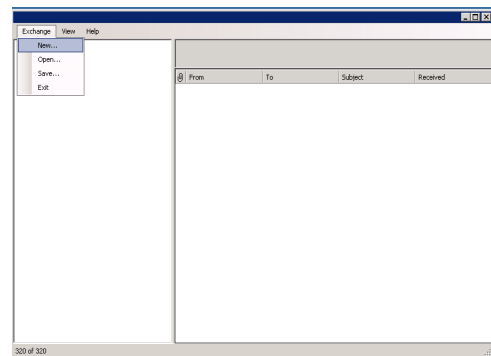 Exchange View Help
New...
Open...
Save...
Exit
From To Subject Received
320 of 320